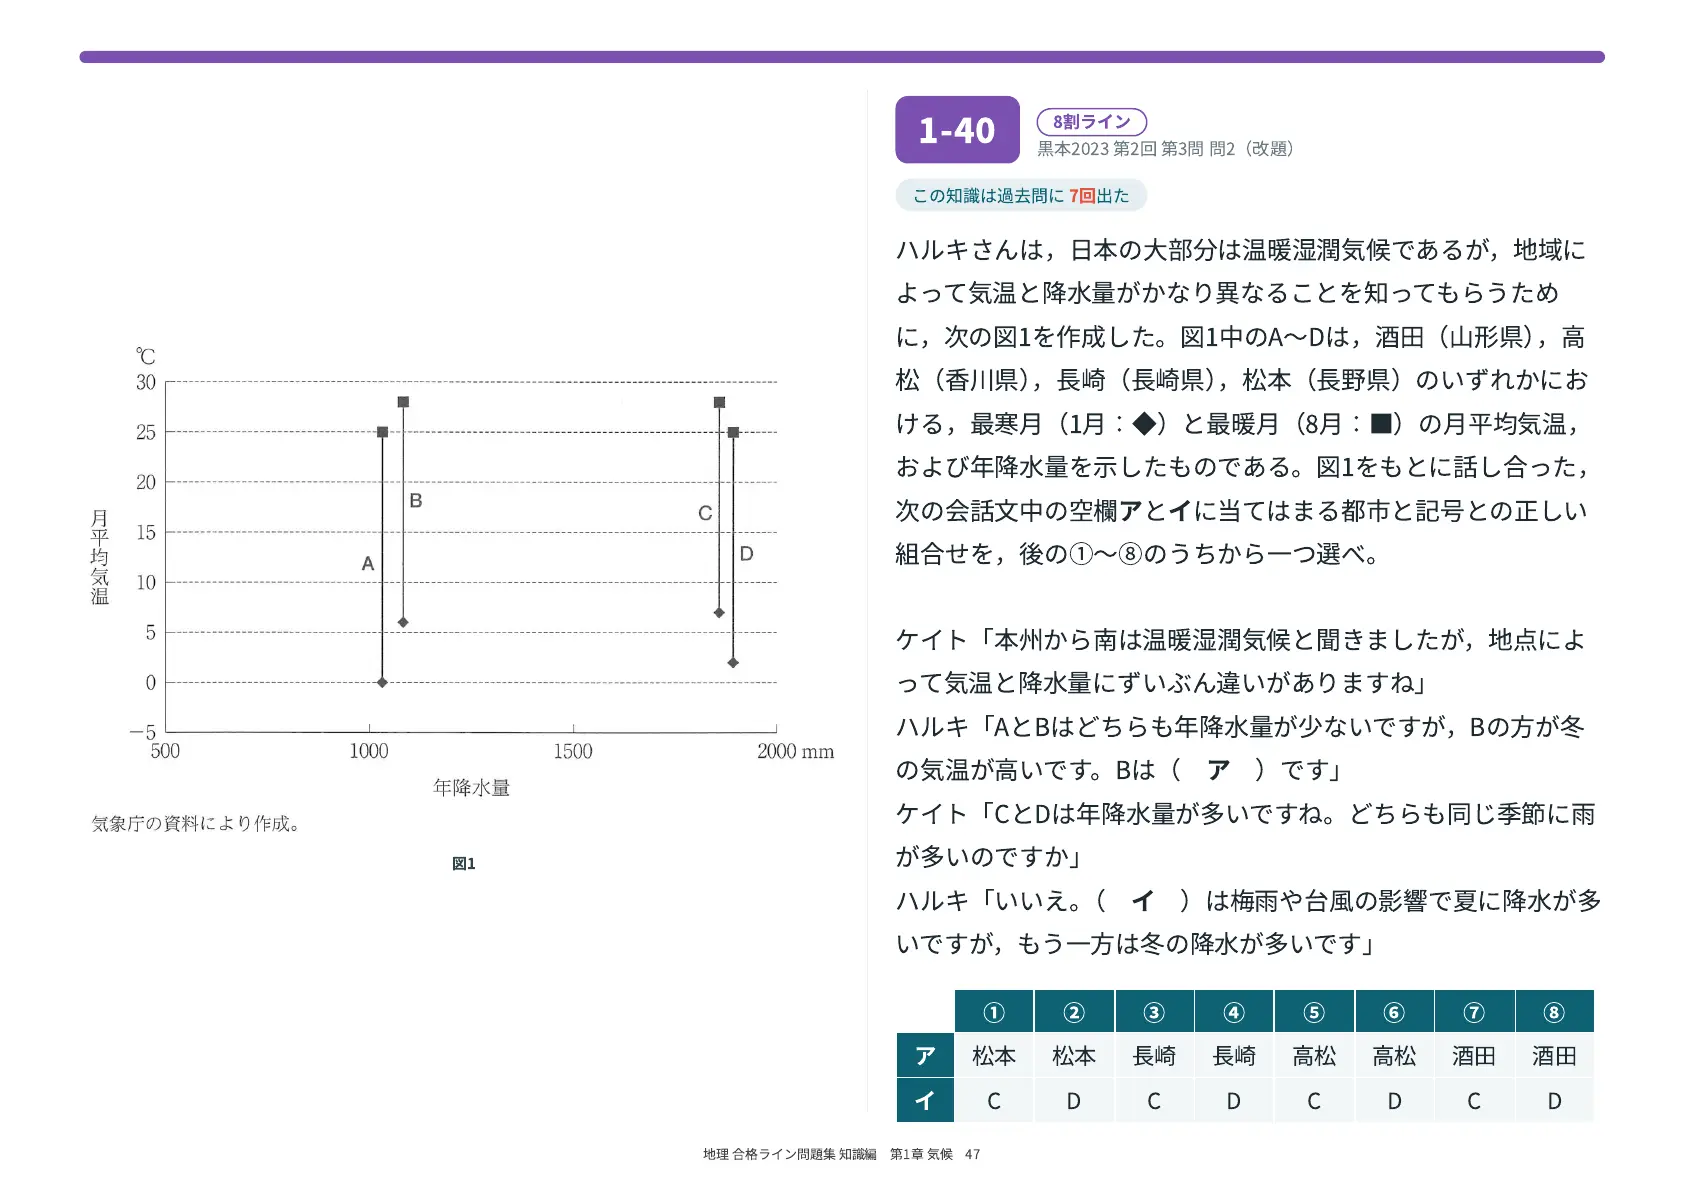 ℃
30
25
20
15
10
5
0
−5
月平均気温
A
B
C
D
500
1000
1500
2000 mm
年降水量
気象庁の資料により作成。
図1
1-40
8割ライン
黒本2023 第2回 第3問 問2（改題）
この知識は過去問に 7回出た
ハルキさんは，日本の大部分は温暖湿潤気候であるが，地域に
よって気温と降水量がかなり異なることを知ってもらうため
に，次の図1を作成した。図1中のA～Dは，酒田（山形県），高
松（香川県），長崎（長崎県），松本（長野県）のいずれかにお
ける，最寒月（1月：◆）と最暖月（8月：■）の月平均気温，
および年降水量を示したものである。図1をもとに話し合った，
次の会話文中の空欄アとイに当てはまる都市と記号との正しい
組合せを，後の①～⑧のうちから一つ選べ。
ケイト「本州から南は温暖湿潤気候と聞きましたが，地点によ
って気温と降水量にずいぶん違いがありますね」
ハルキ「AとBはどちらも年降水量が少ないですが，Bの方が冬
の気温が高いです。Bは（　ア　）です」
ケイト「CとDは年降水量が多いですね。どちらも同じ季節に雨
が多いのですか」
ハルキ「いいえ。（　イ　）は梅雨や台風の影響で夏に降水が多
いですが，もう一方は冬の降水が多いです」
① ② ③ ④ ⑤ ⑥ ⑦ ⑧
ア 松本 松本 長崎 長崎 高松 高松 酒田 酒田
イ C D C D C D C D
地理 合格ライン問題集 知識編　第1章 気候　47